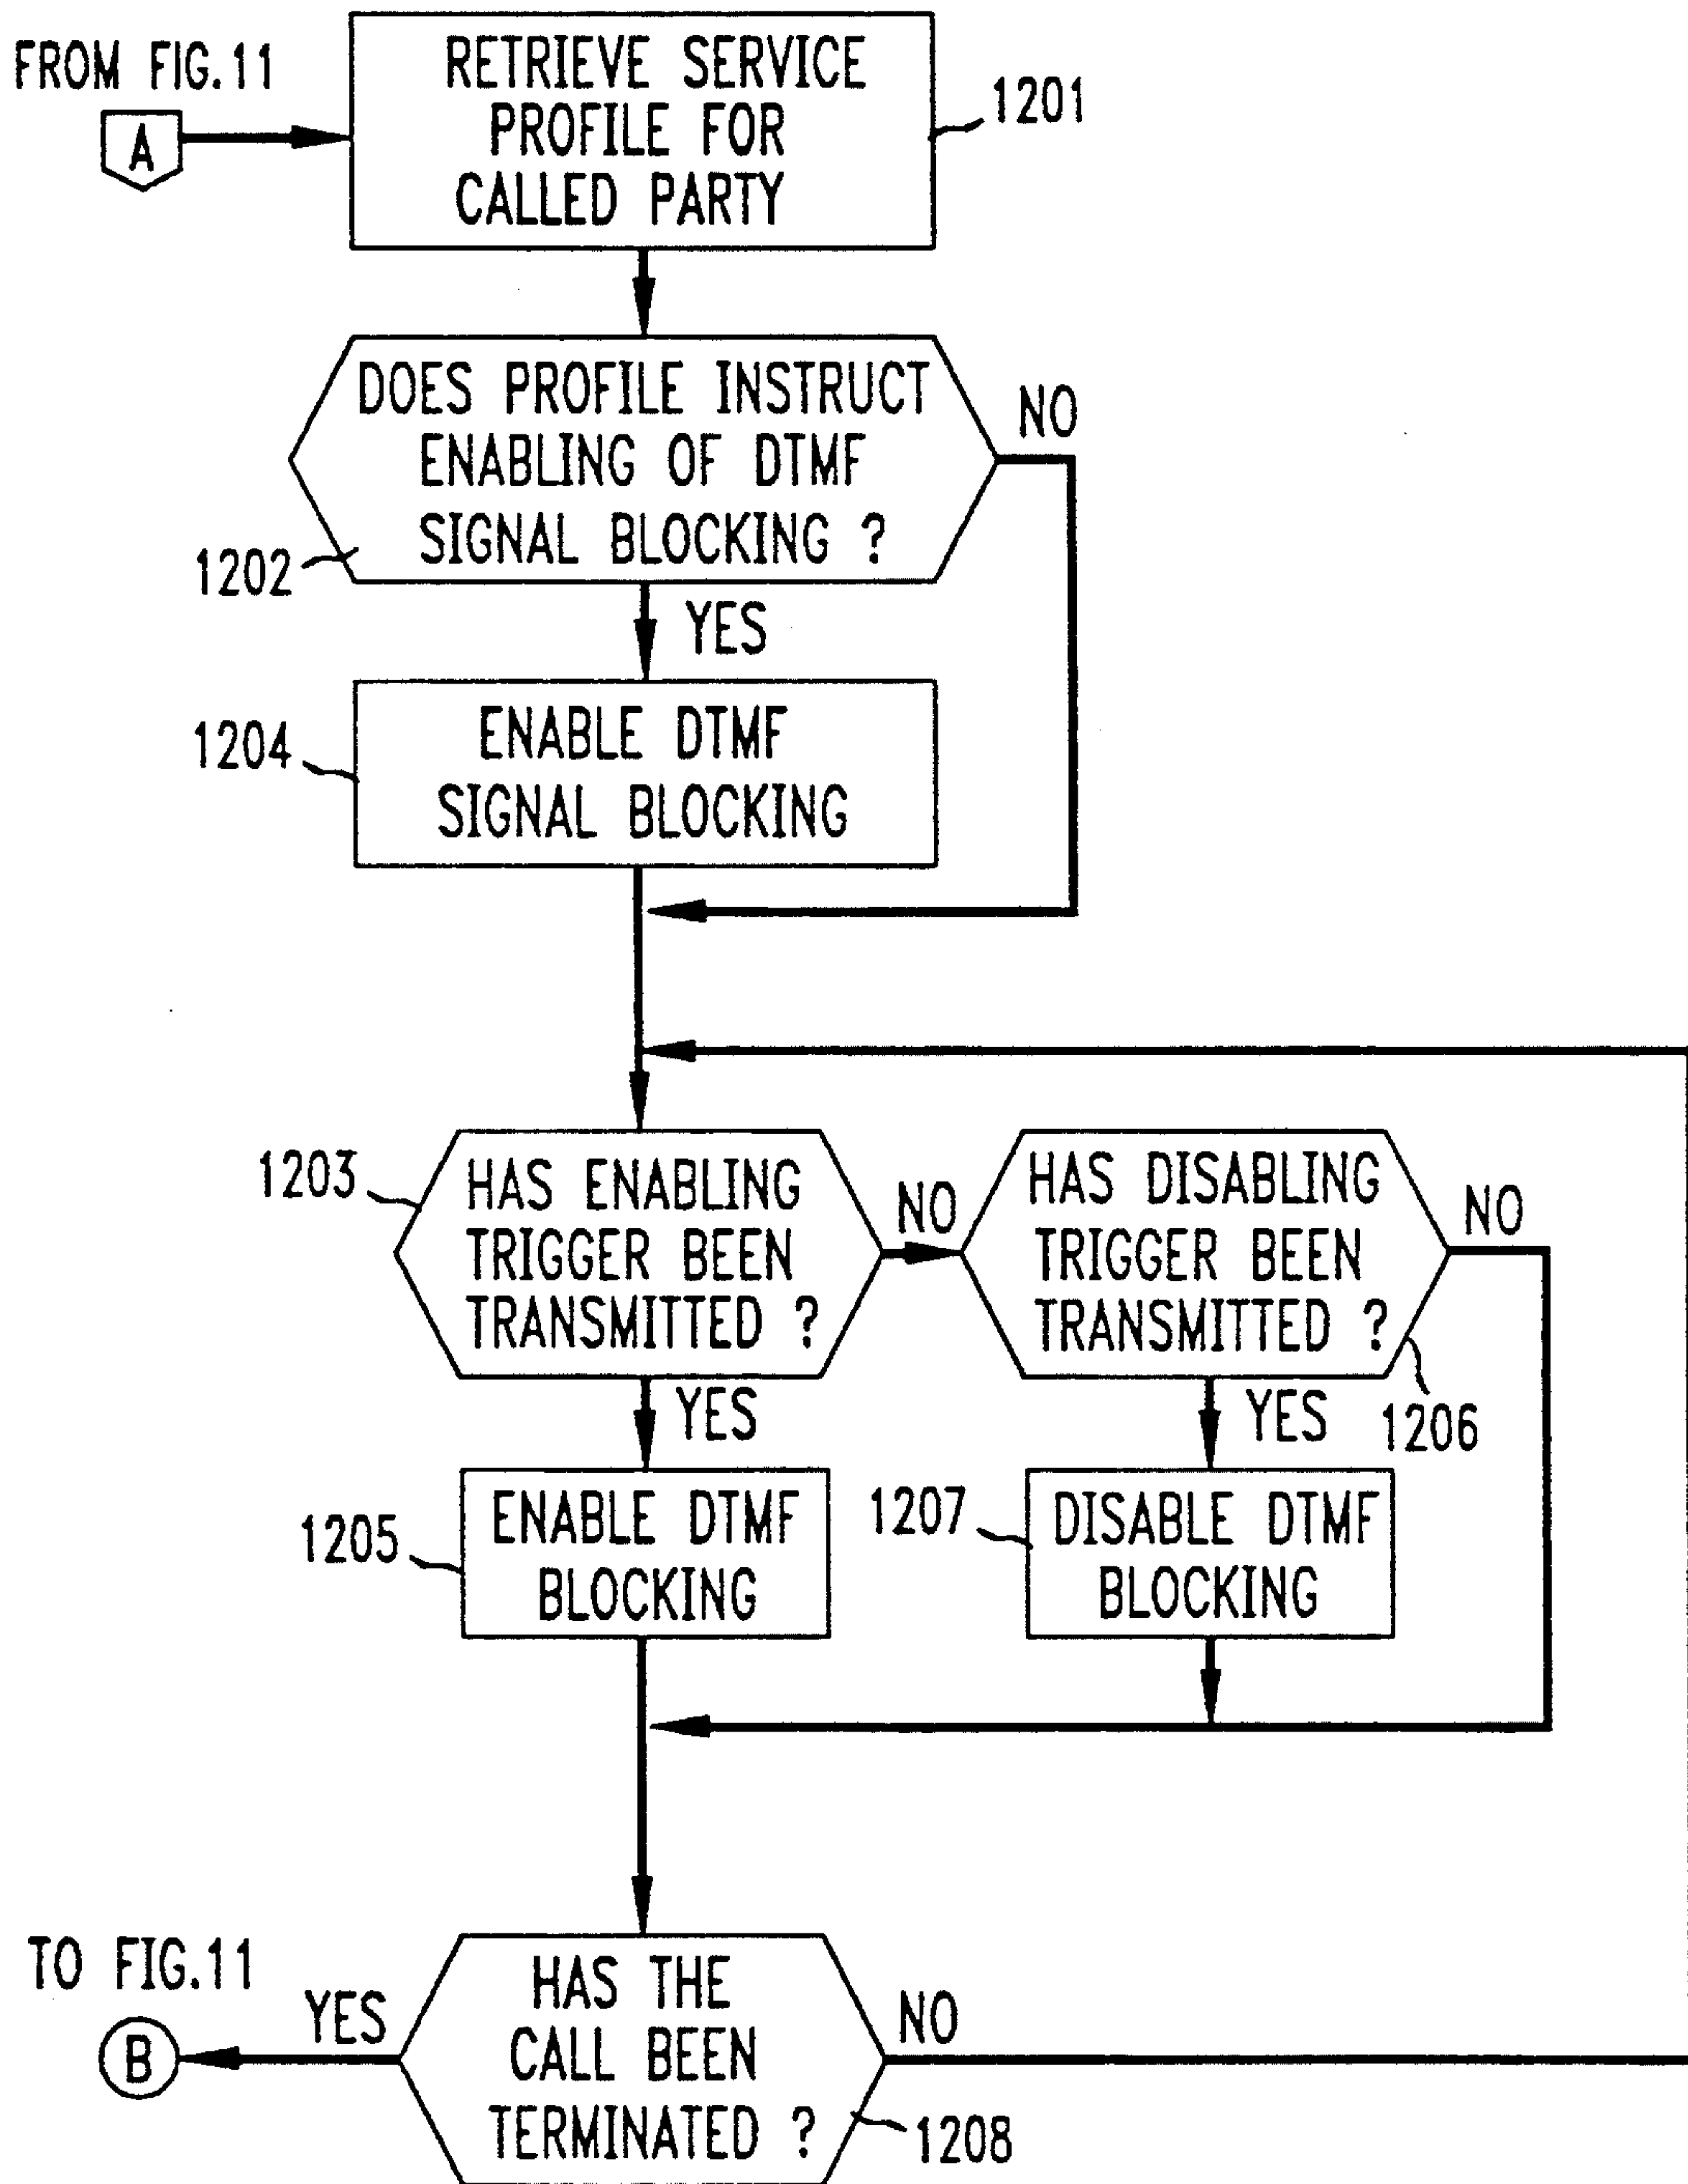 FROM FIG.11
A
RETRIEVE SERVICE
PROFILE FOR
CALLED PARTY
1201
DOES PROFILE INSTRUCT
ENABLING OF DTMF
SIGNAL BLOCKING ?
NO
1202
YES
1204
ENABLE DTMF
SIGNAL BLOCKING
1203
HAS ENABLING
TRIGGER BEEN
TRANSMITTED ?
NO
HAS DISABLING
TRIGGER BEEN
TRANSMITTED ?
NO
YES
YES
1206
1205
ENABLE DTMF
BLOCKING
1207
DISABLE DTMF
BLOCKING
TO FIG.11
B
YES
HAS THE
CALL BEEN
TERMINATED ?
NO
1208